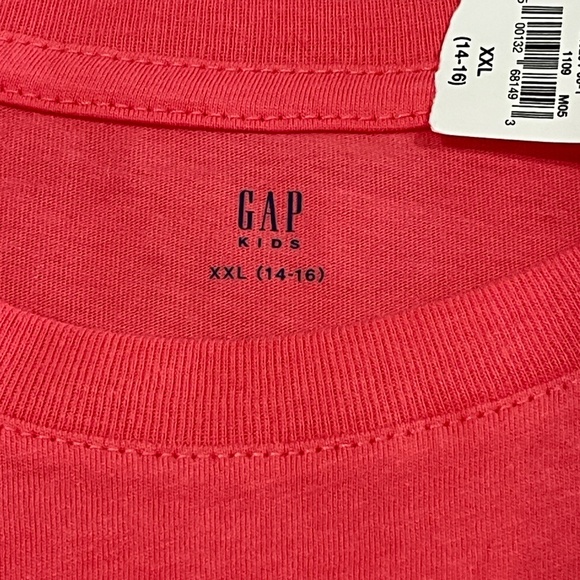 GAP
KIDS
XXL (14-16)
1109 M05
00132 68149 3
XXL
(14-16)